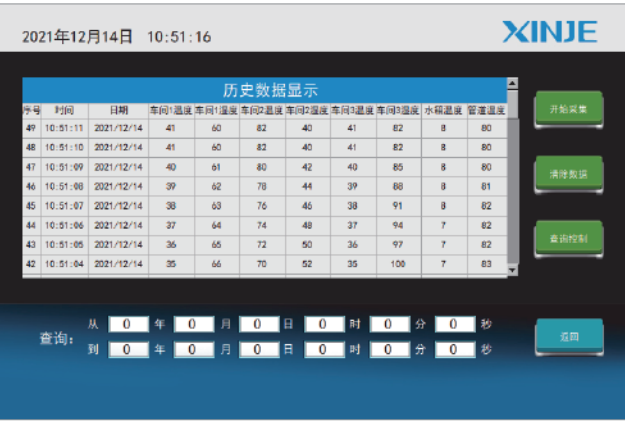 2021年12月14日 10:51:16
XINJE
历史数据显示
序号 时间 日期 车间1温度 车间1湿度 车间2温度 车间2湿度 车间3温度 车间3湿度 水箱温度 管道温度
49 10:51:11 2021/12/14 41 60 82 40 41 82 8 80
48 10:51:10 2021/12/14 41 60 82 40 41 82 8 80
47 10:51:09 2021/12/14 40 61 80 42 40 85 8 80
46 10:51:08 2021/12/14 39 62 78 44 39 88 8 81
45 10:51:07 2021/12/14 38 63 76 46 38 91 8 82
44 10:51:06 2021/12/14 37 64 74 48 37 94 7 82
43 10:51:05 2021/12/14 36 65 72 50 36 97 7 82
42 10:51:04 2021/12/14 35 66 70 52 35 100 7 83
开始采集
清除数据
查询控制
查询:
从 0 年 0 月 0 日 0 时 0 分 0 秒
到 0 年 0 月 0 日 0 时 0 分 0 秒
返回